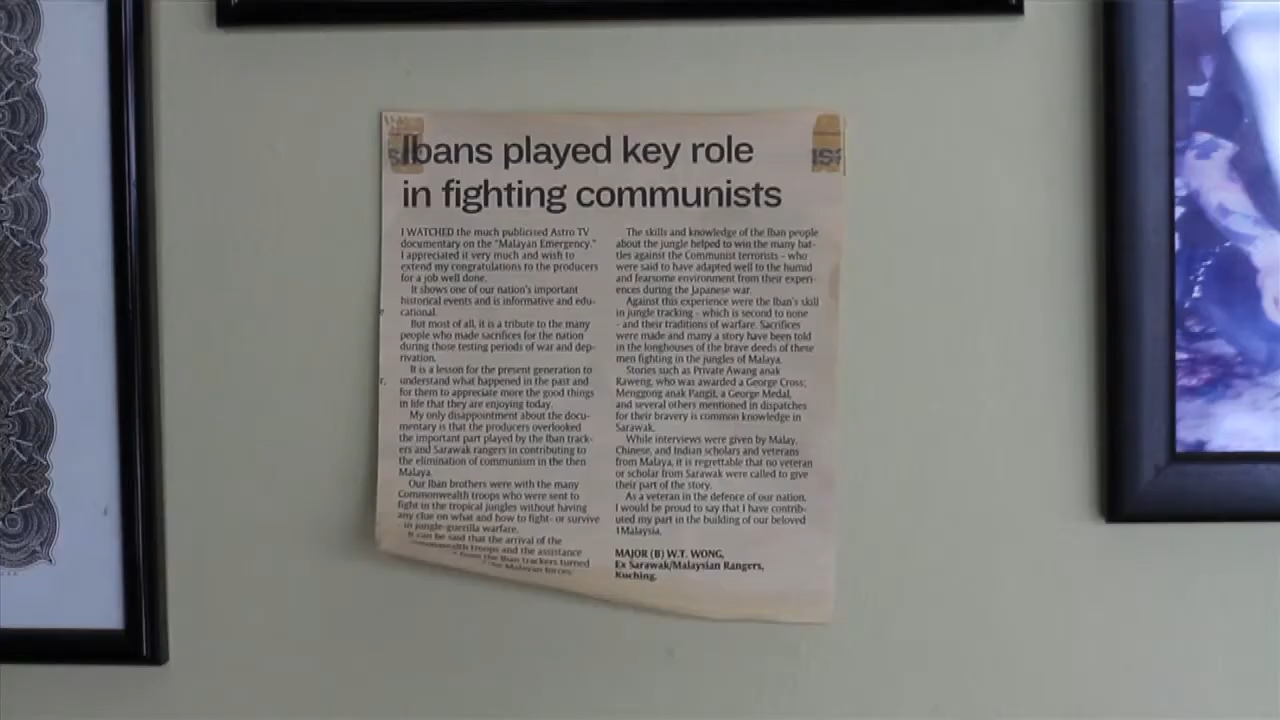 Ibans played key role
in fighting communists
I WATCHED the much publicised Astro TV
documentary on the "Malayan Emergency."
I appreciated it very much and wish to
extend my congratulations to the producers
for a job well done.
It shows one of our nation's important
historical events and is informative and edu-
cational.
But most of all, it is a tribute to the many
people who made sacrifices for the nation
during those testing periods of war and dep-
rivation.
It is a lesson for the present generation to
understand what happened in the past and
for them to appreciate more the good things
in life that they are enjoying today.
My only disappointment about the docu-
mentary is that the producers overlooked
the important part played by the Iban track-
ers and Sarawak rangers in contributing to
the elimination of communism in the then
Malaya.
Our Iban brothers were with the many
Commonwealth troops who were sent to
fight in the tropical jungles without having
any clue on what and how to fight- or survive
- in jungle-guerilla warfare.
It can be said that the arrival of the
troops and the assistance
from the Iban trackers turned
Malayan forces.
The skills and knowledge of the Iban people
about the jungle helped to win the many bat-
tles against the Communist terrorists – who
were said to have adapted well to the humid
and fearsome environment from their experi-
ences during the Japanese war.
Against this experience were the Iban's skill
in jungle tracking – which is second to none
– and their traditions of warfare. Sacrifices
were made and many a story have been told
in the longhouses of the brave deeds of these
men fighting in the jungles of Malaya.
Stories such as Private Awang anak
Raweng, who was awarded a George Cross;
Menggong anak Pangit, a George Medal,
and several others mentioned in dispatches
for their bravery is common knowledge in
Sarawak.
While interviews were given by Malay,
Chinese, and Indian scholars and veterans
from Malaya, it is regrettable that no veteran
or scholar from Sarawak were called to give
their part of the story.
As a veteran in the defence of our nation,
I would be proud to say that I have contrib-
uted my part in the building of our beloved
1Malaysia.
MAJOR (B) W.T. WONG,
Ex Sarawak/Malaysian Rangers,
Kuching.